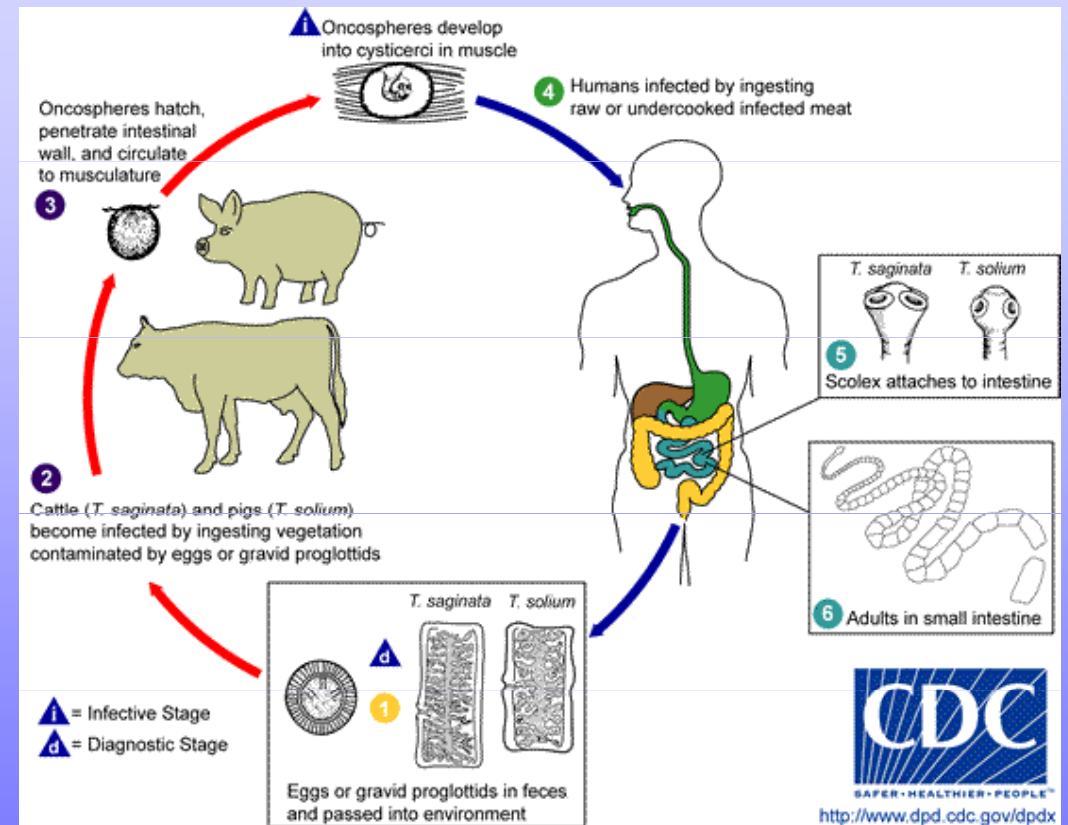 i Oncospheres develop
into cysticerci in muscle
4 Humans infected by ingesting
raw or undercooked infected meat
Oncospheres hatch,
penetrate intestinal
wall, and circulate
to musculature
3
T. saginata T. solium
5
Scolex attaches to intestine
2
Cattle (T. saginata) and pigs (T. solium)
become infected by ingesting vegetation
contaminated by eggs or gravid proglottids
6 Adults in small intestine
T. saginata T. solium
d
1
Eggs or gravid proglottids in feces
and passed into environment
i = Infective Stage
d = Diagnostic Stage
CDC
SAFER•HEALTHIER•PEOPLE™
http://www.dpd.cdc.gov/dpdx